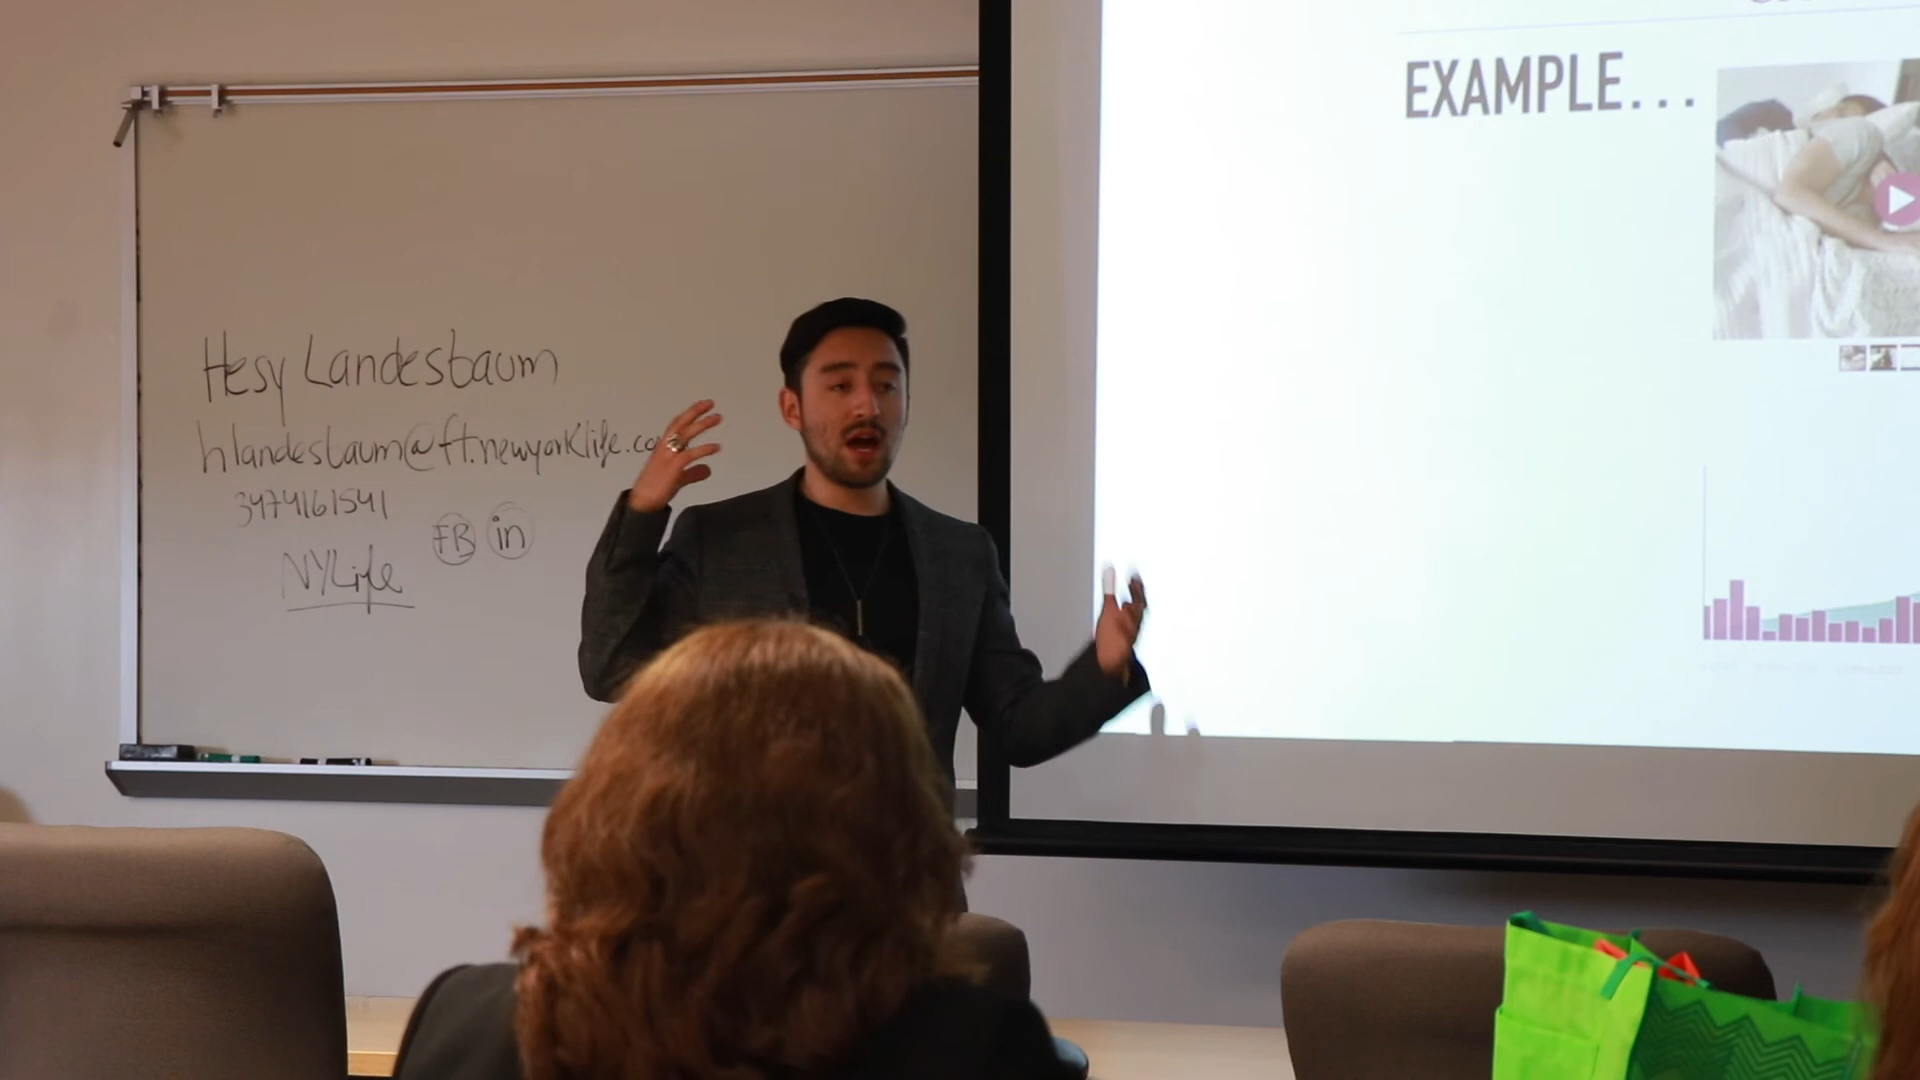 Hesy Landesbaum
hlandesbaum@ft.newyorklife.co
3474161541
FB in
NYLife
EXAMPLE...